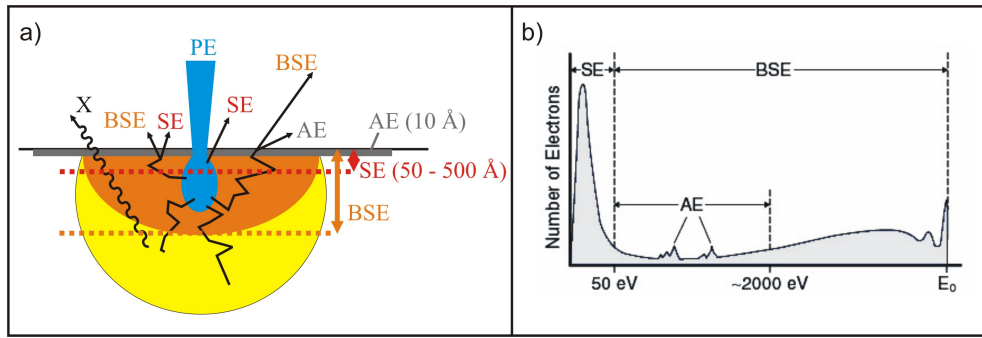 a)
PE
BSE
X
BSE
SE
SE
AE
AE (10 Å)
SE (50 - 500 Å)
BSE
b)
SE
BSE
Number of Electrons
AE
50 eV
~2000 eV
E₀